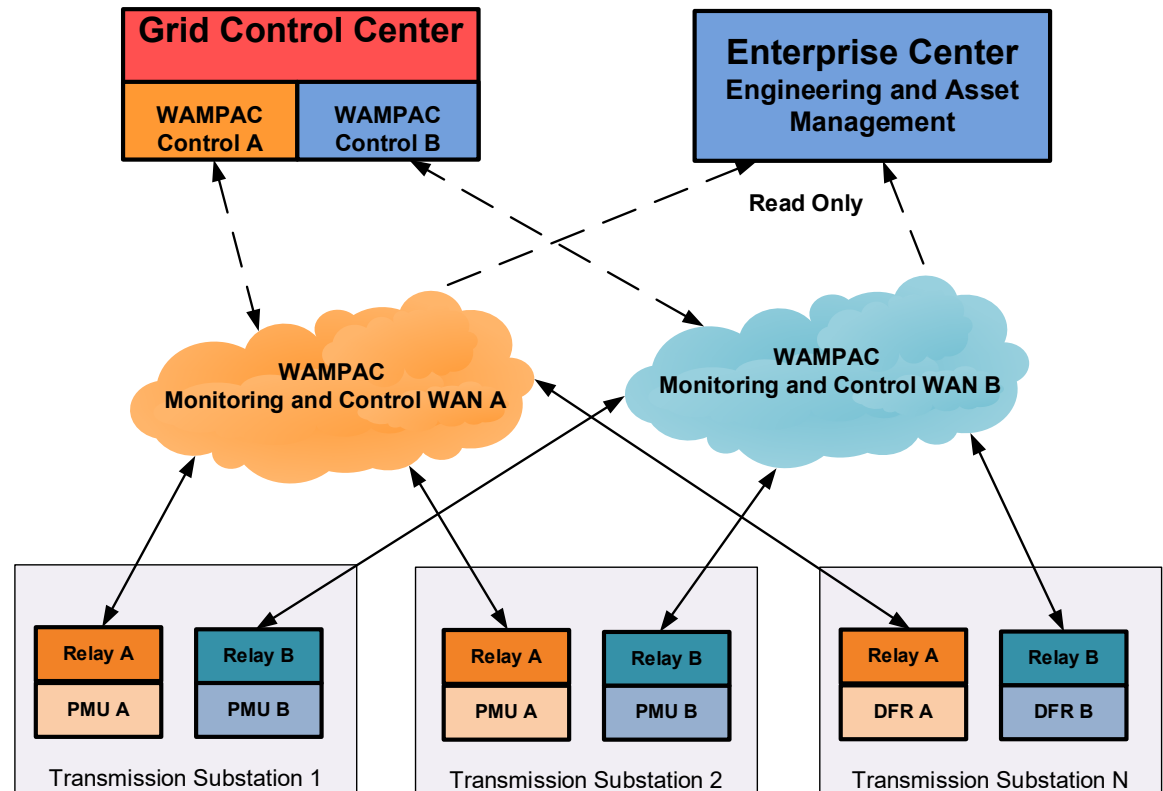 Grid Control Center
WAMPAC
Control A
WAMPAC
Control B
Enterprise Center
Engineering and Asset
Management
Read Only
WAMPAC
Monitoring and Control WAN A
WAMPAC
Monitoring and Control WAN B
Relay A
PMU A
Relay B
PMU B
Transmission Substation 1
Relay A
PMU A
Relay B
PMU B
Transmission Substation 2
Relay A
DFR A
Relay B
DFR B
Transmission Substation N